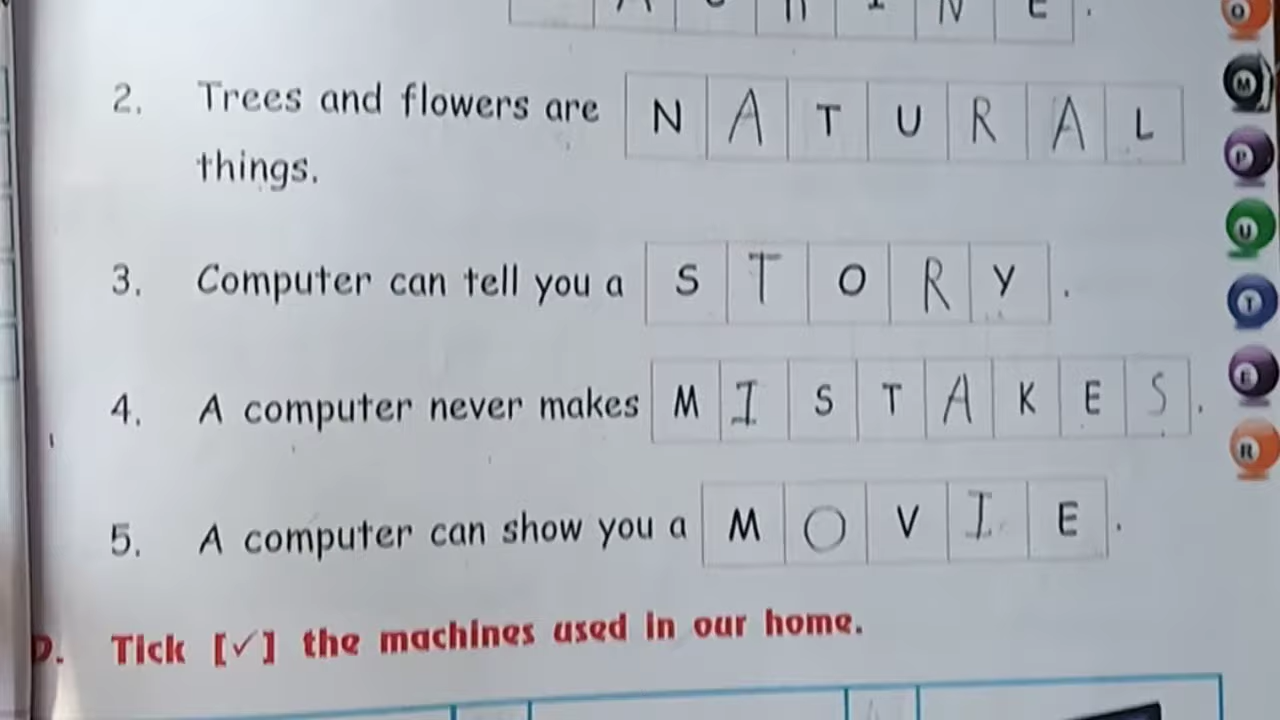 ACHINE.
2. Trees and flowers are NATURAL
things.
3. Computer can tell you a STORY.
4. A computer never makes MISTAKES.
5. A computer can show you a MOVIE.
D. Tick [✓] the machines used in our home.
O
M
P
U
T
E
R